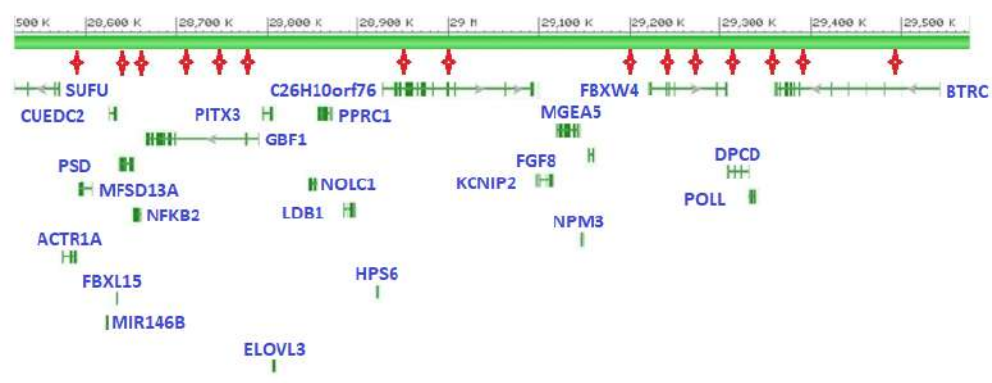 500 K 28,600 K 28,700 K 28,800 K 28,900 K 29 M 29,100 K 29,200 K 29,300 K 29,400 K 29,500 K
SUFU C26H10orf76 FBXW4 BTRC
CUEDC2 PITX3 PPRC1 MGEA5
GBF1
PSD FGF8 DPCD
MFSD13A NOLC1 KCNIP2 POLL
NFKB2 LDB1 NPM3
ACTR1A
FBXL15 HPS6
MIR146B
ELOVL3